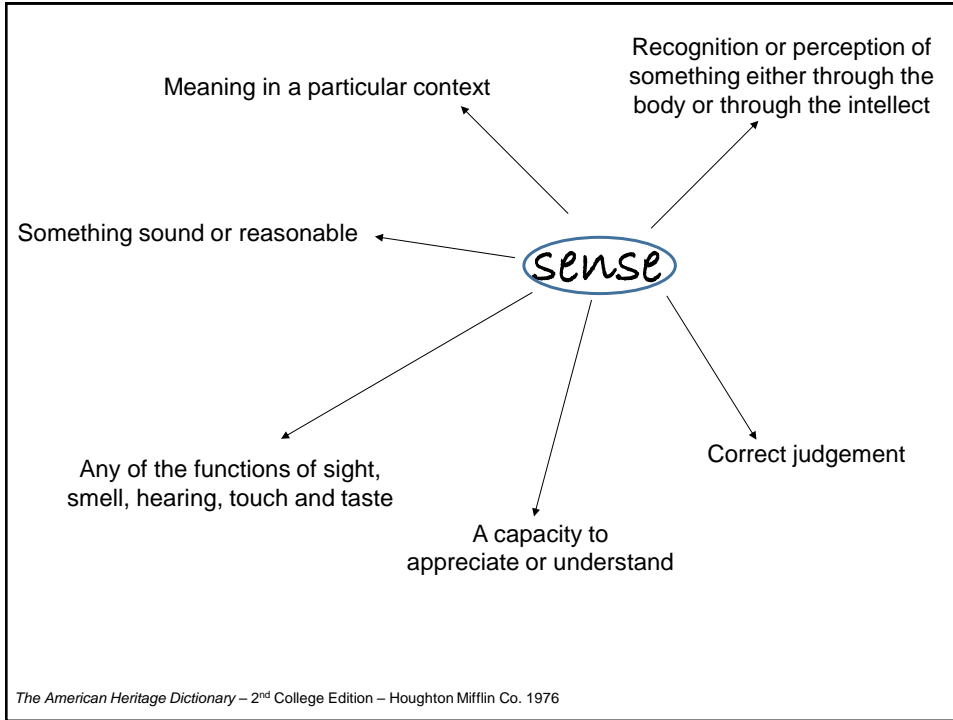 Recognition or perception of
something either through the
body or through the intellect
Meaning in a particular context
Something sound or reasonable
sense
Correct judgement
Any of the functions of sight,
smell, hearing, touch and taste
A capacity to
appreciate or understand
The American Heritage Dictionary – 2nd College Edition – Houghton Mifflin Co. 1976